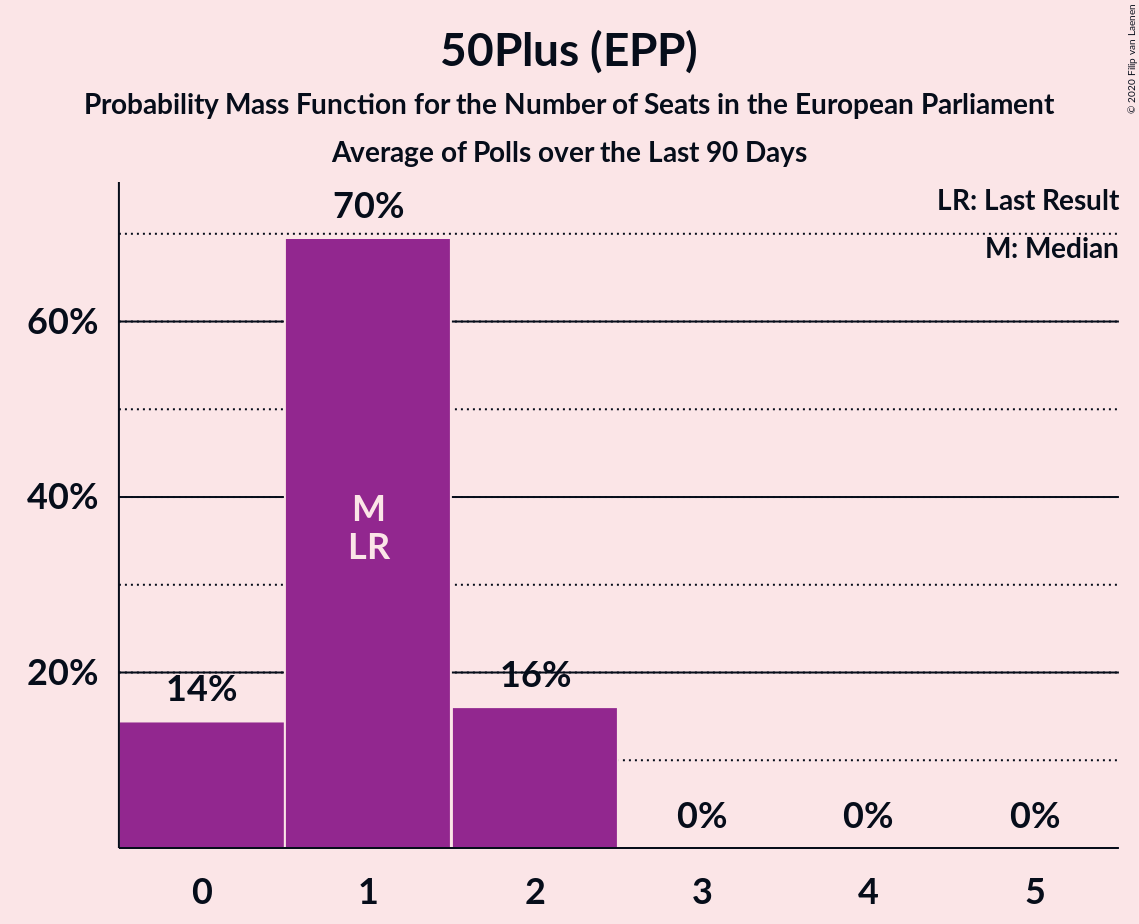 50Plus (EPP)
Probability Mass Function for the Number of Seats in the European Parliament
Average of Polls over the Last 90 Days
© 2020 Filip van Laenen
LR: Last Result
M: Median
70%
60%
40%
20%
M
LR
14%
16%
0%
0%
0%
0
1
2
3
4
5